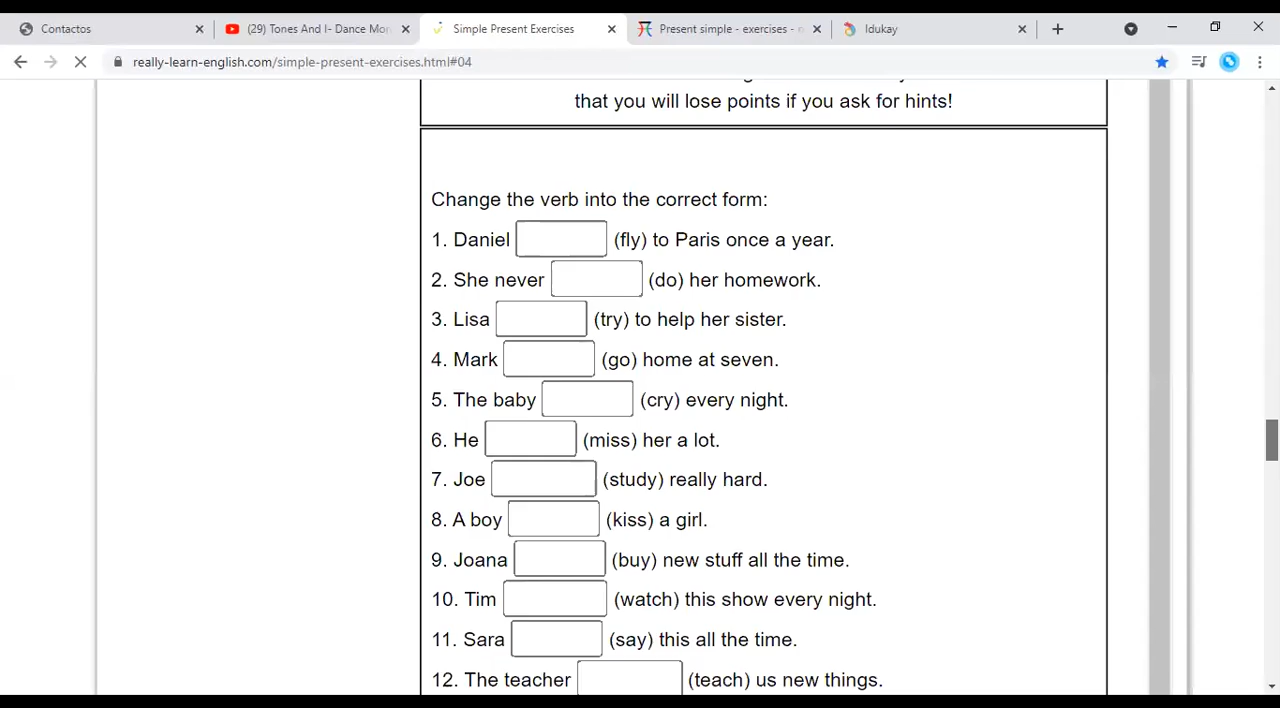 Contactos
(29) Tones And I- Dance Mon
Simple Present Exercises
Present simple - exercises -
Idukay
really-learn-english.com/simple-present-exercises.html#04
that you will lose points if you ask for hints!
Change the verb into the correct form:
1. Daniel (fly) to Paris once a year.
2. She never (do) her homework.
3. Lisa (try) to help her sister.
4. Mark (go) home at seven.
5. The baby (cry) every night.
6. He (miss) her a lot.
7. Joe (study) really hard.
8. A boy (kiss) a girl.
9. Joana (buy) new stuff all the time.
10. Tim (watch) this show every night.
11. Sara (say) this all the time.
12. The teacher (teach) us new things.